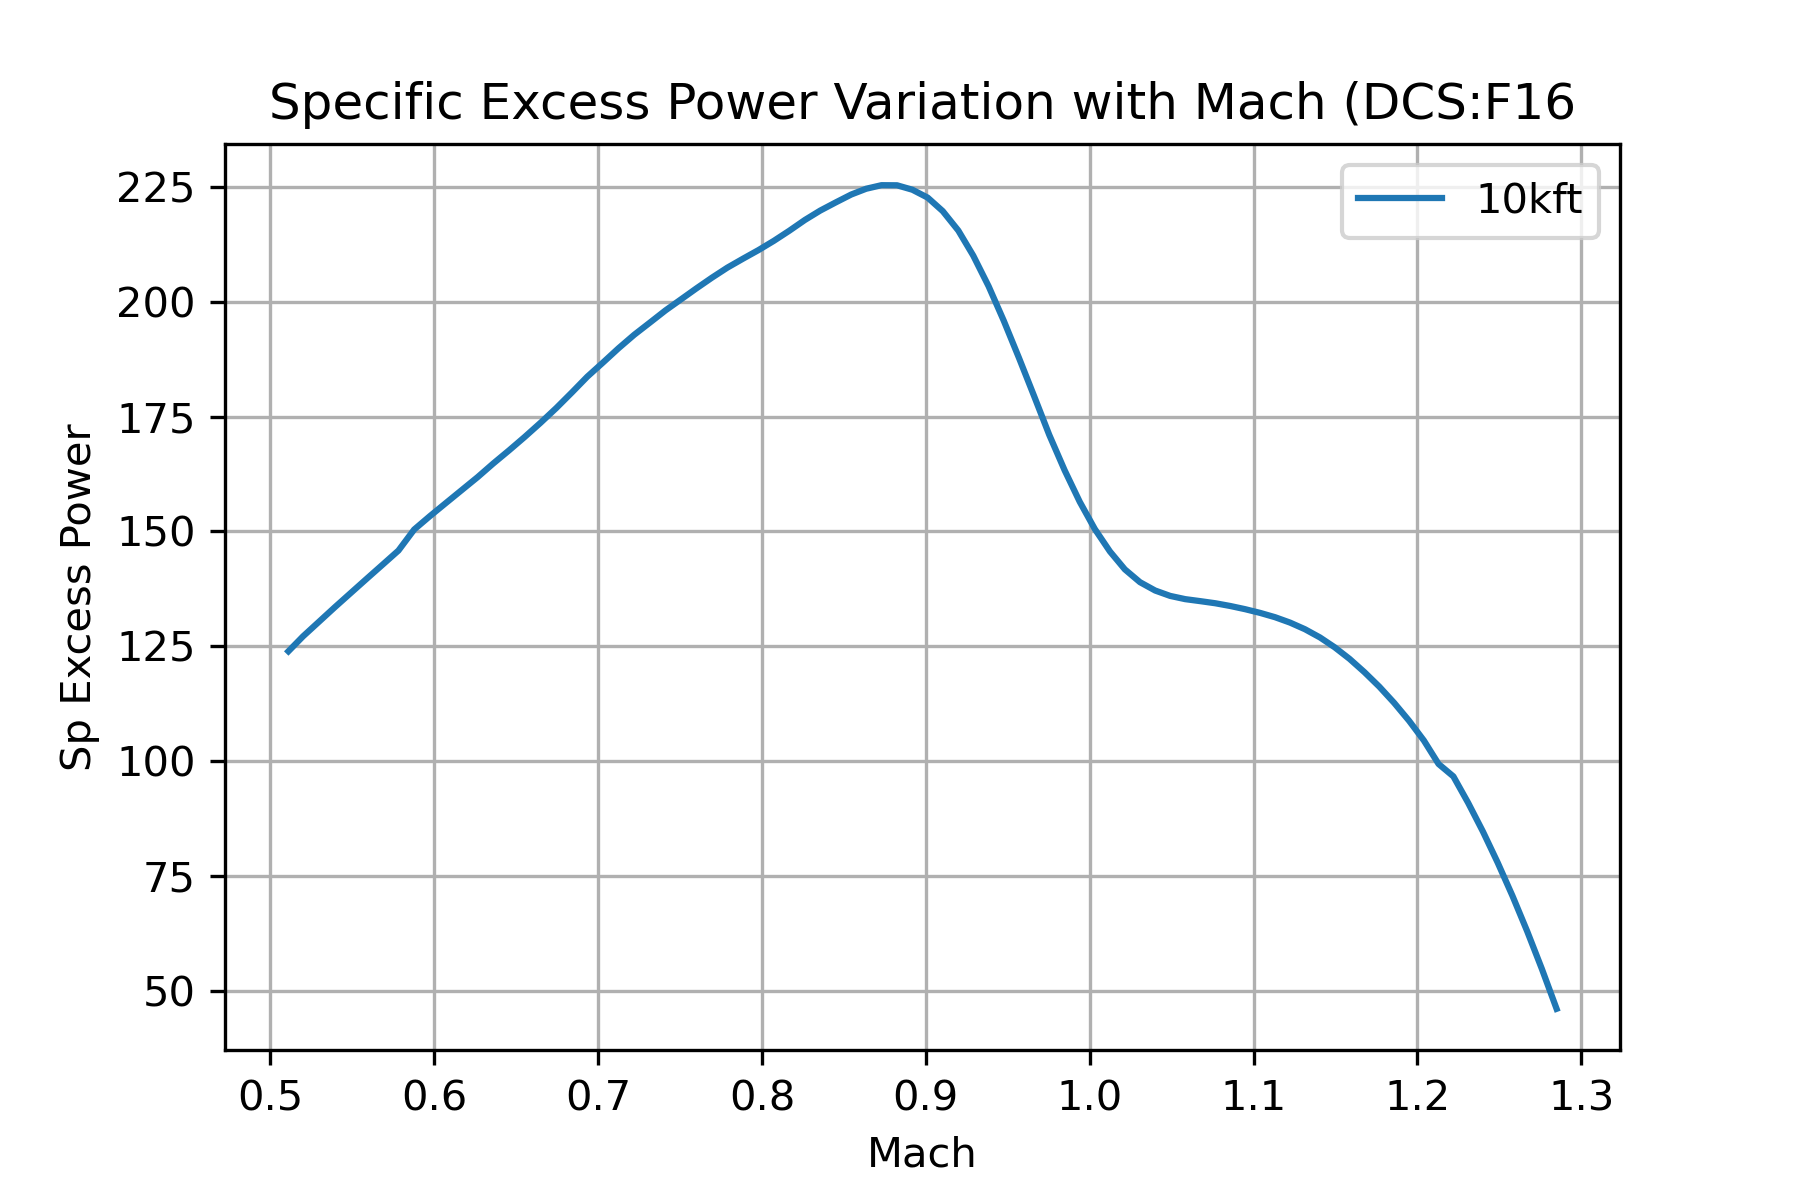 Specific Excess Power Variation with Mach (DCS:F16
10kft
Sp Excess Power
225
200
175
150
125
100
75
50
0.5 0.6 0.7 0.8 0.9 1.0 1.1 1.2 1.3
Mach